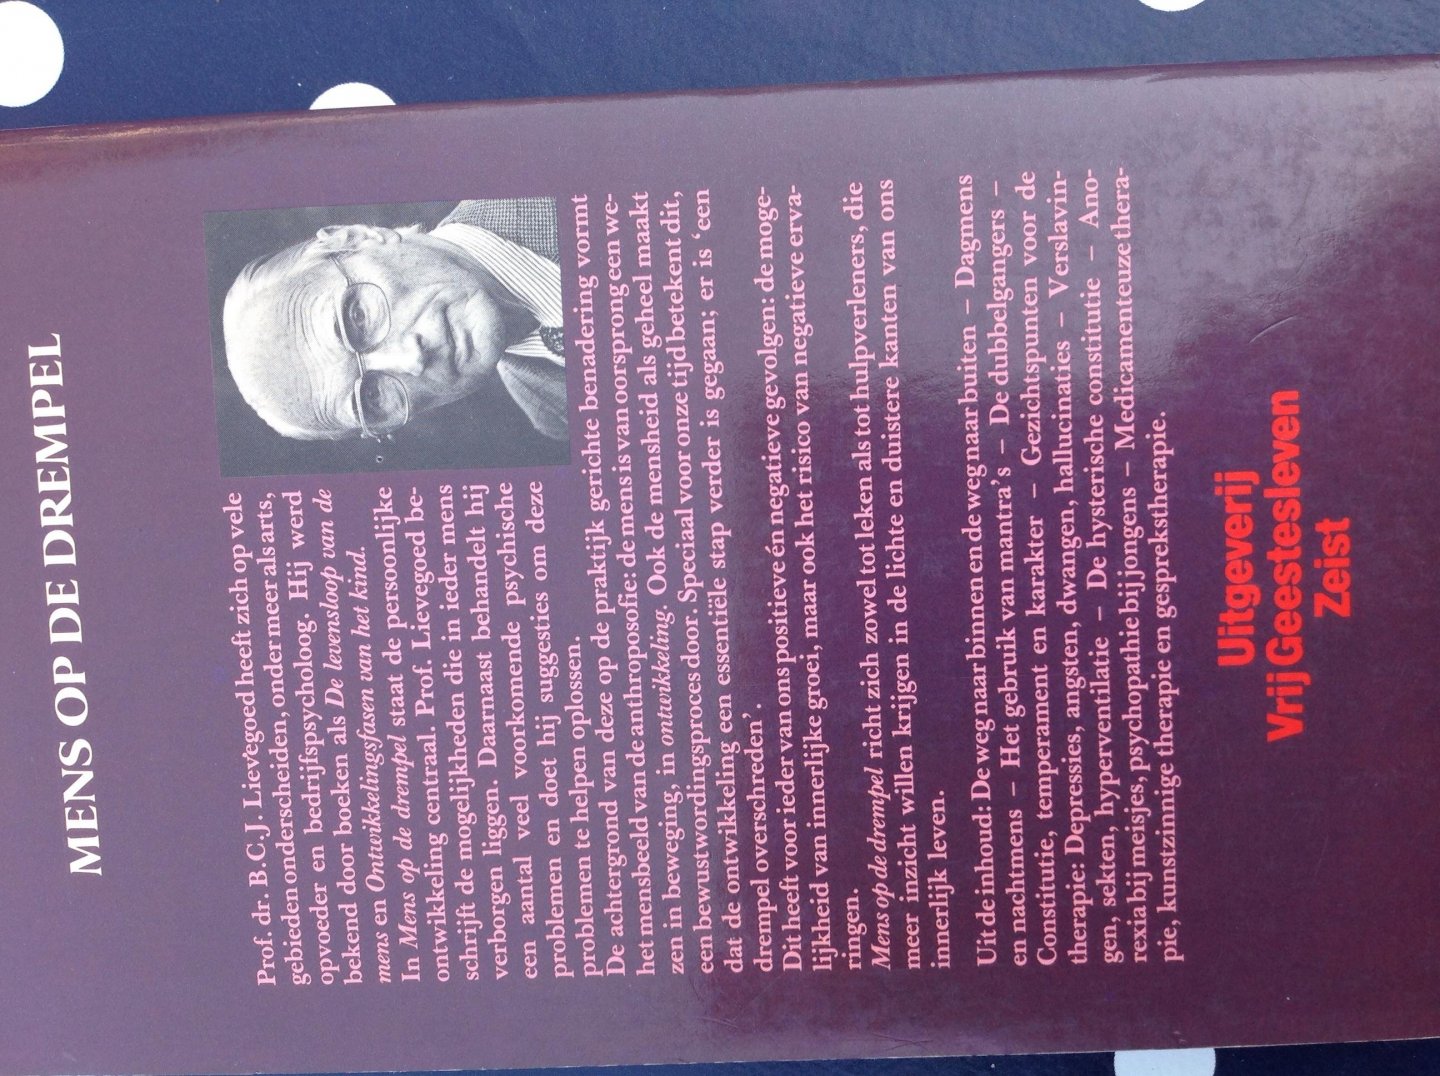 MENS OP DE DREMPEL
Prof. dr. B.C.J. Lievegoed heeft zich op vele
gebieden onderscheiden, onder meer als arts,
opvoeder en bedrijfspsycholoog. Hij werd
bekend door boeken als De levensloop van de
mens en Ontwikkelingsfasen van het kind.
In Mens op de drempel staat de persoonlijke
ontwikkeling centraal. Prof. Lievegoed be-
schrijft de mogelijkheden die in ieder mens
verborgen liggen. Daarnaast behandelt hij
een aantal veel voorkomende psychische
problemen en doet hij suggesties om deze
problemen te helpen oplossen.
De achtergrond van deze op de praktijk gerichte benadering vormt
het mensbeeld van de anthroposofie: de mens is van oorsprong een we-
zen in beweging, in ontwikkeling. Ook de mensheid als geheel maakt
een bewustwordingsproces door. Speciaal voor onze tijd betekent dit,
dat de ontwikkeling een essentiële stap verder is gegaan; er is ‘een
drempel overschreden’.
Dit heeft voor ieder van ons positieve én negatieve gevolgen: de moge-
lijkheid van innerlijke groei, maar ook het risico van negatieve erva-
ringen.
Mens op de drempel richt zich zowel tot leken als tot hulpverleners, die
meer inzicht willen krijgen in de lichte en duistere kanten van ons
innerlijk leven.
Uit de inhoud: De weg naar binnen en de weg naar buiten – Dagmens
en nachtmens – Het gebruik van mantra's – De dubbelgangers –
Constitutie, temperament en karakter – Gezichtspunten voor de
therapie: Depressies, angsten, dwangen, hallucinaties – Verslavin-
gen, sekten, hyperventilatie – De hysterische constitutie – Ano-
rexia bij meisjes, psychopathie bij jongens – Medicamenteuze thera-
pie, kunstzinnige therapie en gesprekstherapie.
Uitgeverij
Vrij Geestesleven
Zeist